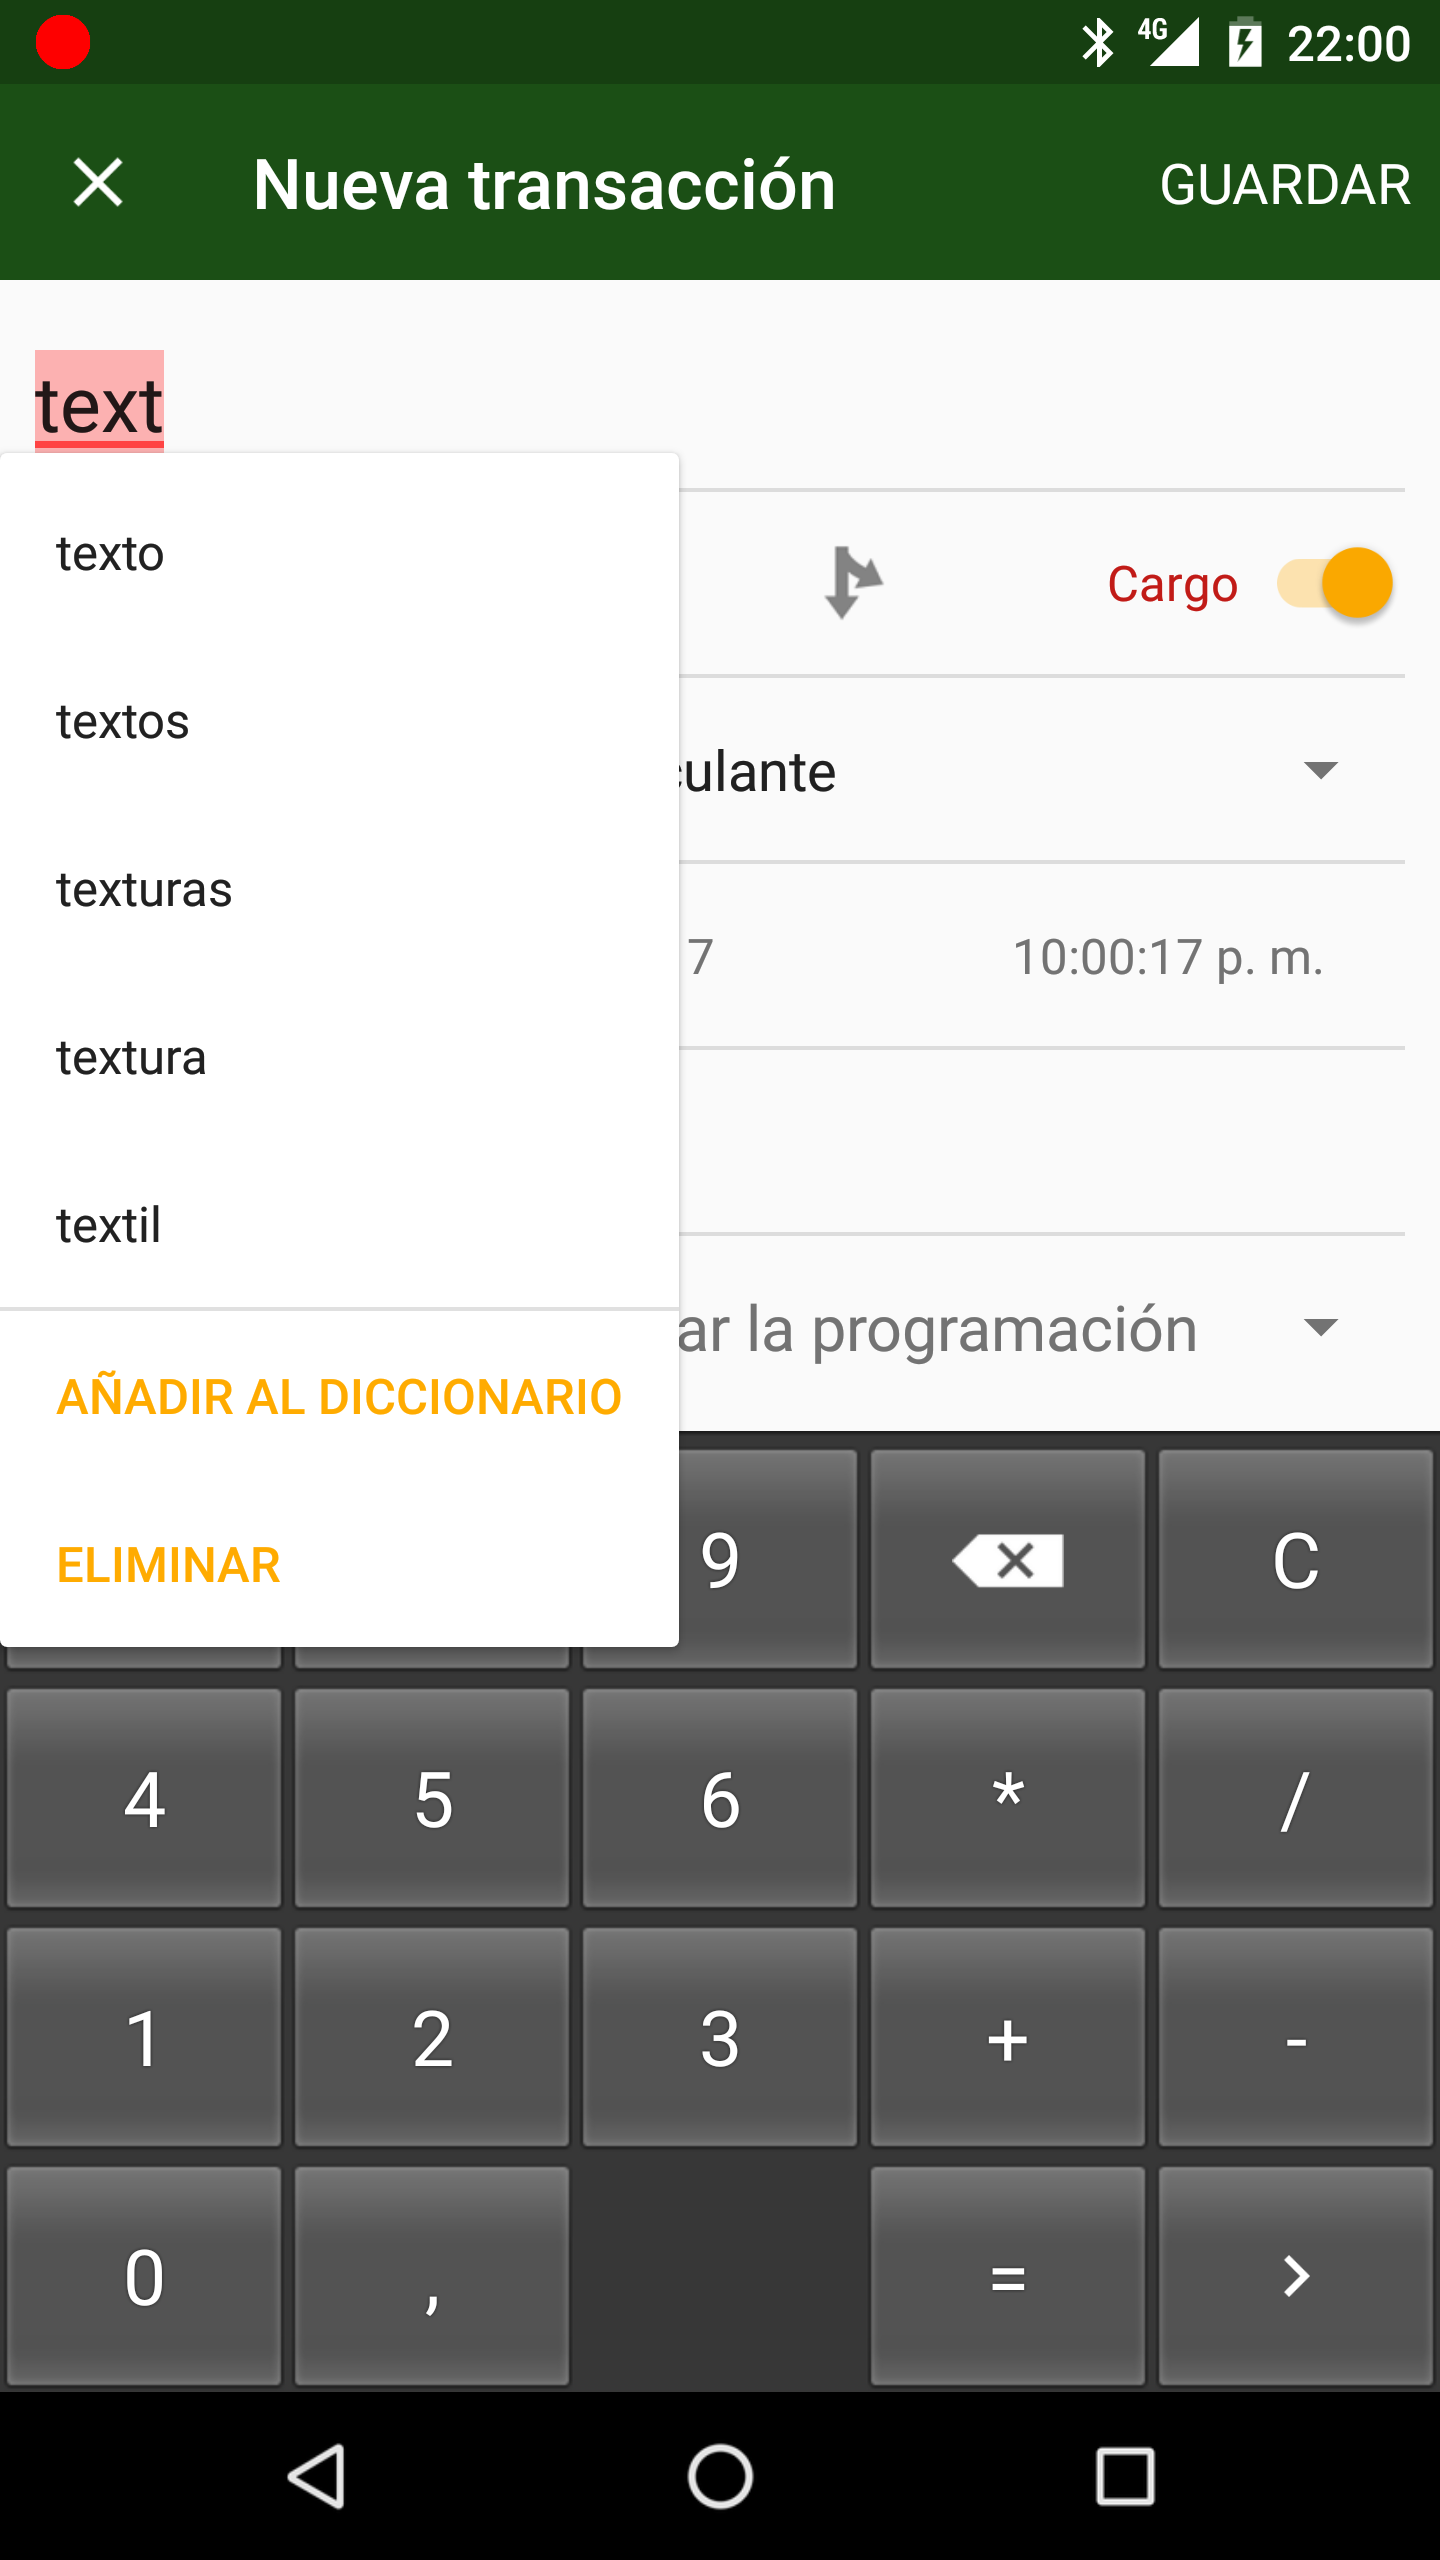 4G 22:00
Nueva transacción GUARDAR
text
texto
Cargo
textos
culante
texturas
7 10:00:17 p. m.
textura
textil
ar la programación
AÑADIR AL DICCIONARIO
ELIMINAR
9 C
4 5 6 * /
1 2 3 + -
0 , = >